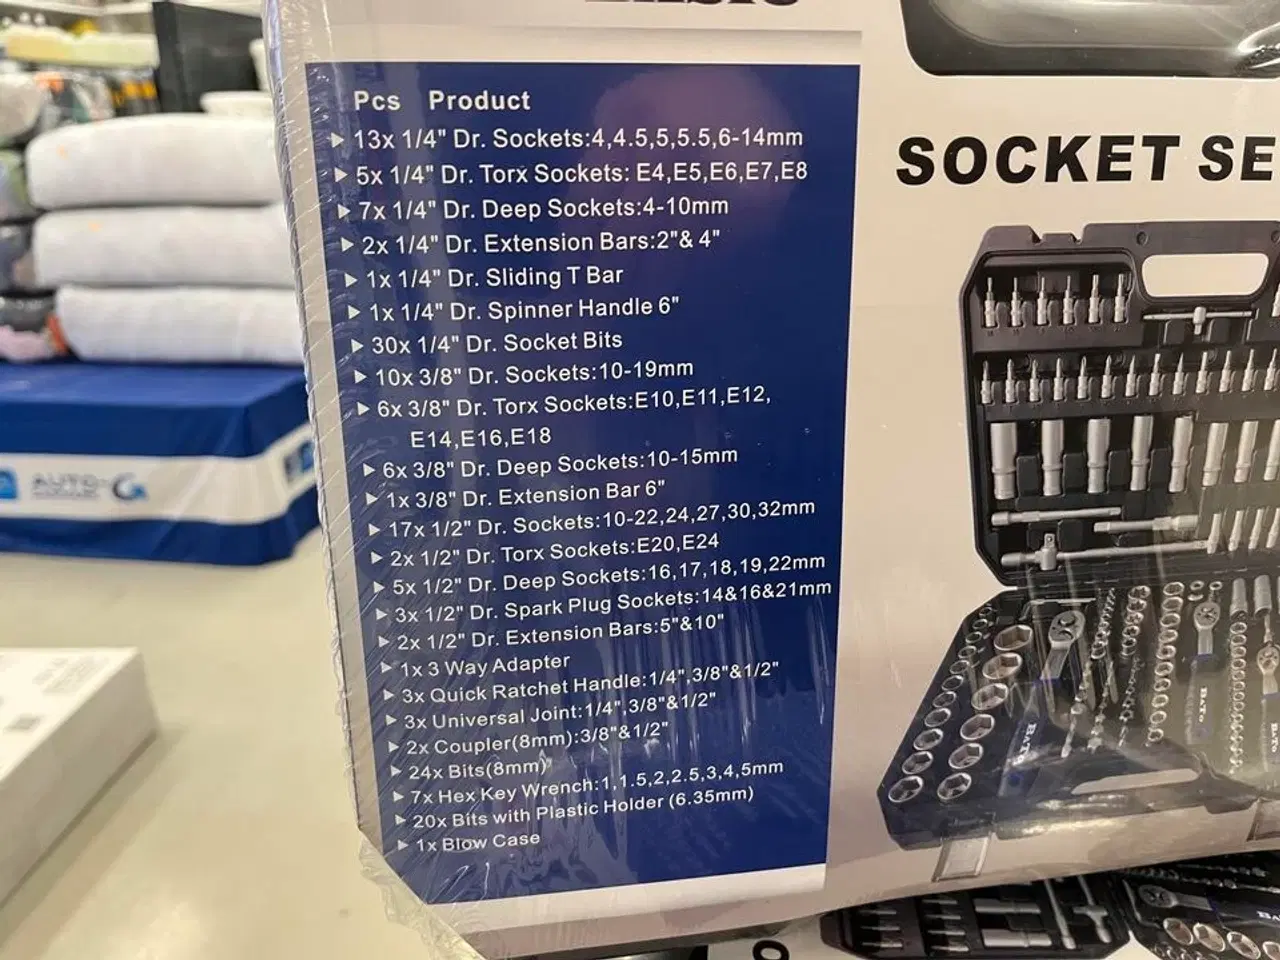 Pcs Product
13x 1/4" Dr. Sockets:4,4.5,5,5.5,6-14mm
5x 1/4" Dr. Torx Sockets: E4,E5,E6,E7,E8
7x 1/4" Dr. Deep Sockets:4-10mm
2x 1/4" Dr. Extension Bars:2"& 4"
1x 1/4" Dr. Sliding T Bar
1x 1/4" Dr. Spinner Handle 6"
30x 1/4" Dr. Socket Bits
10x 3/8" Dr. Sockets:10-19mm
6x 3/8" Dr. Torx Sockets:E10,E11,E12,
E14,E16,E18
6x 3/8" Dr. Deep Sockets:10-15mm
1x 3/8" Dr. Extension Bar 6"
17x 1/2" Dr. Sockets:10-22,24,27,30,32mm
2x 1/2" Dr. Torx Sockets:E20,E24
5x 1/2" Dr. Deep Sockets:16,17,18,19,22mm
3x 1/2" Dr. Spark Plug Sockets:14&16&21mm
2x 1/2" Dr. Extension Bars:5"&10"
1x 3 Way Adapter
3x Quick Ratchet Handle:1/4",3/8"&1/2"
3x Universal Joint:1/4",3/8"&1/2"
2x Coupler(8mm):3/8"&1/2"
24x Bits(8mm)
7x Hex Key Wrench:1,1.5,2,2.5,3,4,5mm
20x Bits with Plastic Holder (6.35mm)
1x Blow Case
SOCKET SE
AUTO-G
BATO
BATO